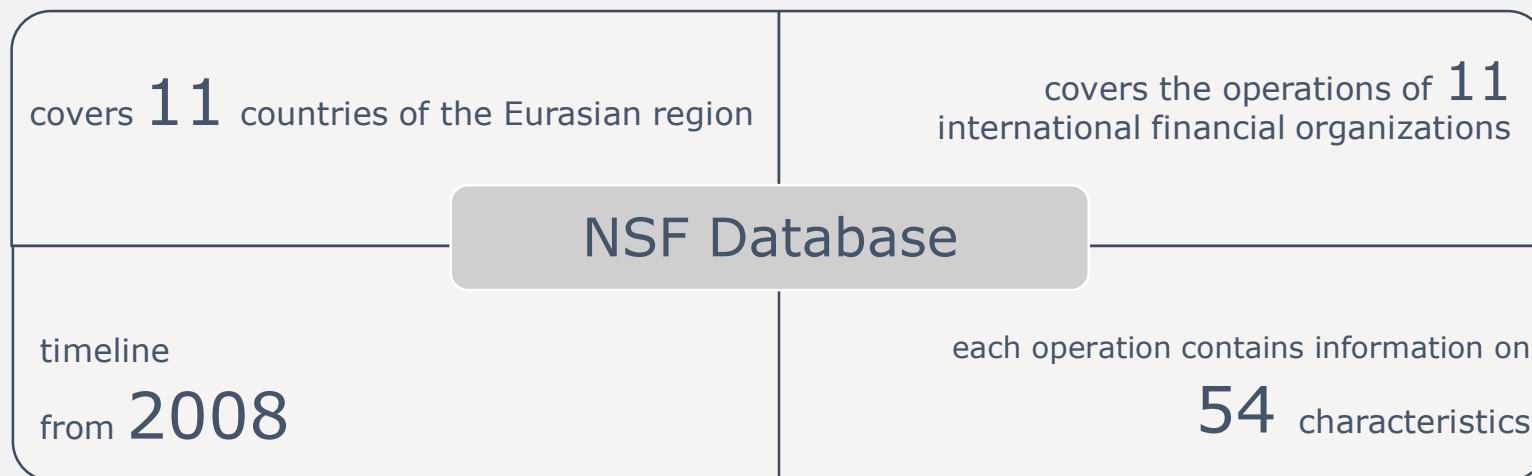 covers 11 countries of the Eurasian region
covers the operations of 11
international financial organizations
NSF Database
timeline
from 2008
each operation contains information on
54 characteristics